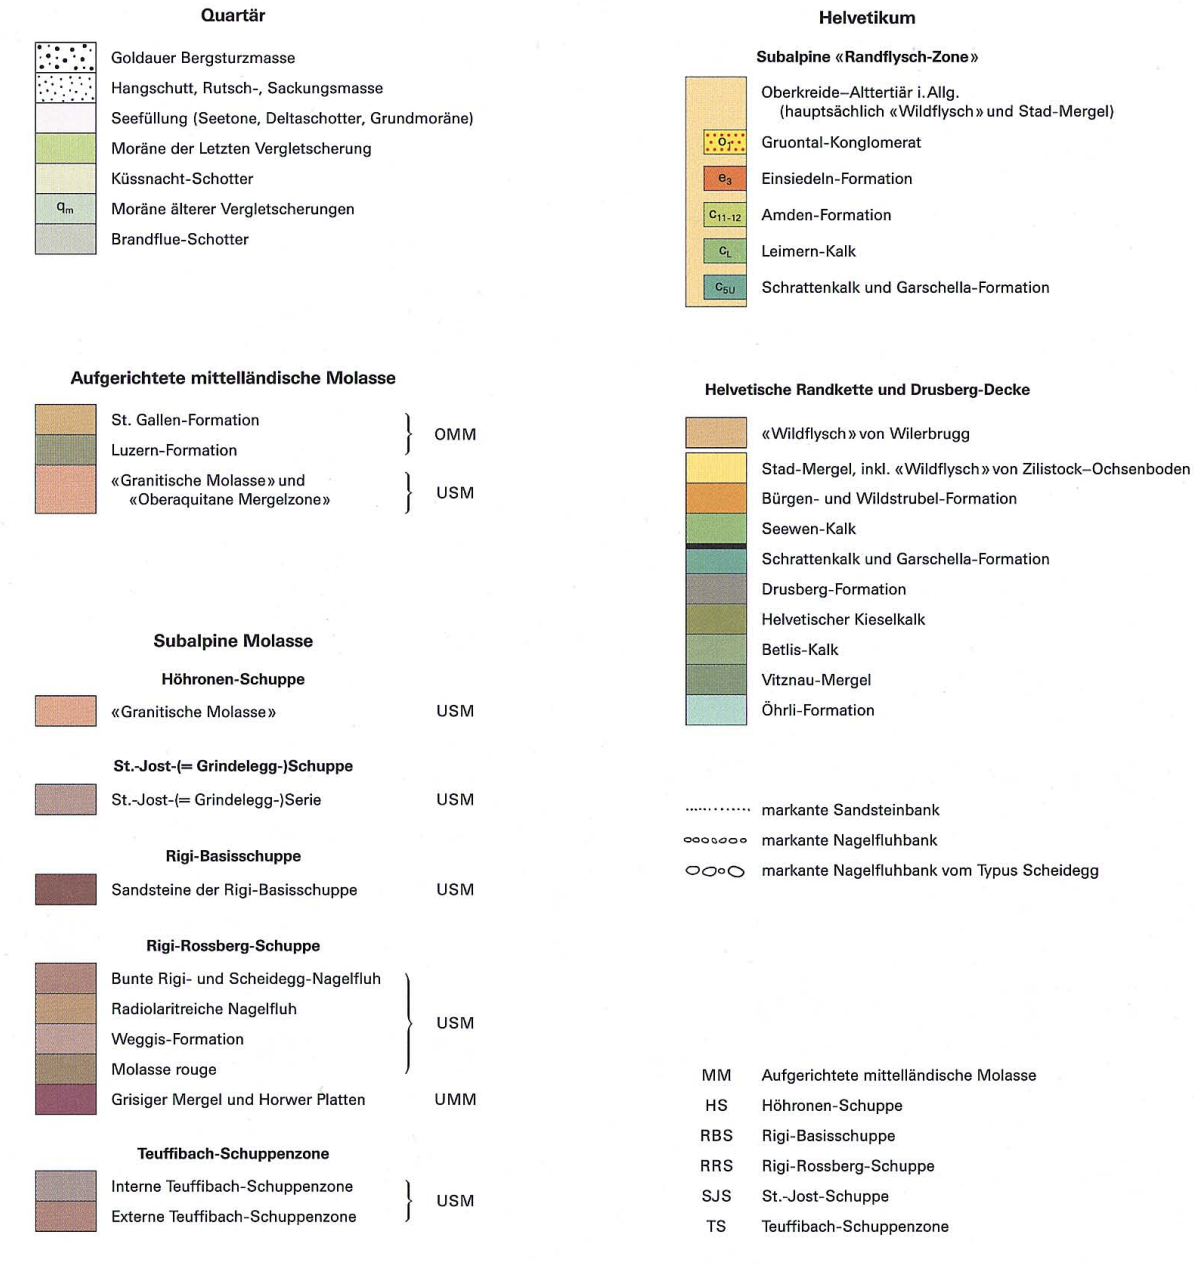 Quartär
Goldauer Bergsturzmasse
Hangschutt, Rutsch-, Sackungsmasse
Seefüllung (Seetone, Deltaschotter, Grundmoräne)
Moräne der Letzten Vergletscherung
Küssnacht-Schotter
qm Moräne älterer Vergletscherungen
Brandflue-Schotter
Aufgerichtete mittelländische Molasse
St. Gallen-Formation
Luzern-Formation
OMM
«Granitische Molasse» und
«Oberaquitane Mergelzone»
USM
Subalpine Molasse
Höhronen-Schuppe
«Granitische Molasse» USM
St.-Jost-(= Grindelegg-)Schuppe
St.-Jost-(= Grindelegg-)Serie USM
Rigi-Basisschuppe
Sandsteine der Rigi-Basisschuppe USM
Rigi-Rossberg-Schuppe
Bunte Rigi- und Scheidegg-Nagelfluh
Radiolaritreiche Nagelfluh
USM
Weggis-Formation
Molasse rouge
Grisiger Mergel und Horwer Platten UMM
Teuffibach-Schuppenzone
Interne Teuffibach-Schuppenzone
USM
Externe Teuffibach-Schuppenzone
Helvetikum
Subalpine «Randflysch-Zone»
Oberkreide–Alttertiär i. Allg.
(hauptsächlich «Wildflysch» und Stad-Mergel)
o1 Gruontal-Konglomerat
e3 Einsiedeln-Formation
c11-12 Amden-Formation
cL Leimern-Kalk
c5U Schrattenkalk und Garschella-Formation
Helvetische Randkette und Drusberg-Decke
«Wildflysch» von Wilerbrugg
Stad-Mergel, inkl. «Wildflysch» von Zilistock–Ochsenboden
Bürgen- und Wildstrubel-Formation
Seewen-Kalk
Schrattenkalk und Garschella-Formation
Drusberg-Formation
Helvetischer Kieselkalk
Betlis-Kalk
Vitznau-Mergel
Öhrli-Formation
markante Sandsteinbank
markante Nagelfluhbank
markante Nagelfluhbank vom Typus Scheidegg
MM Aufgerichtete mittelländische Molasse
HS Höhronen-Schuppe
RBS Rigi-Basisschuppe
RRS Rigi-Rossberg-Schuppe
SJS St.-Jost-Schuppe
TS Teuffibach-Schuppenzone